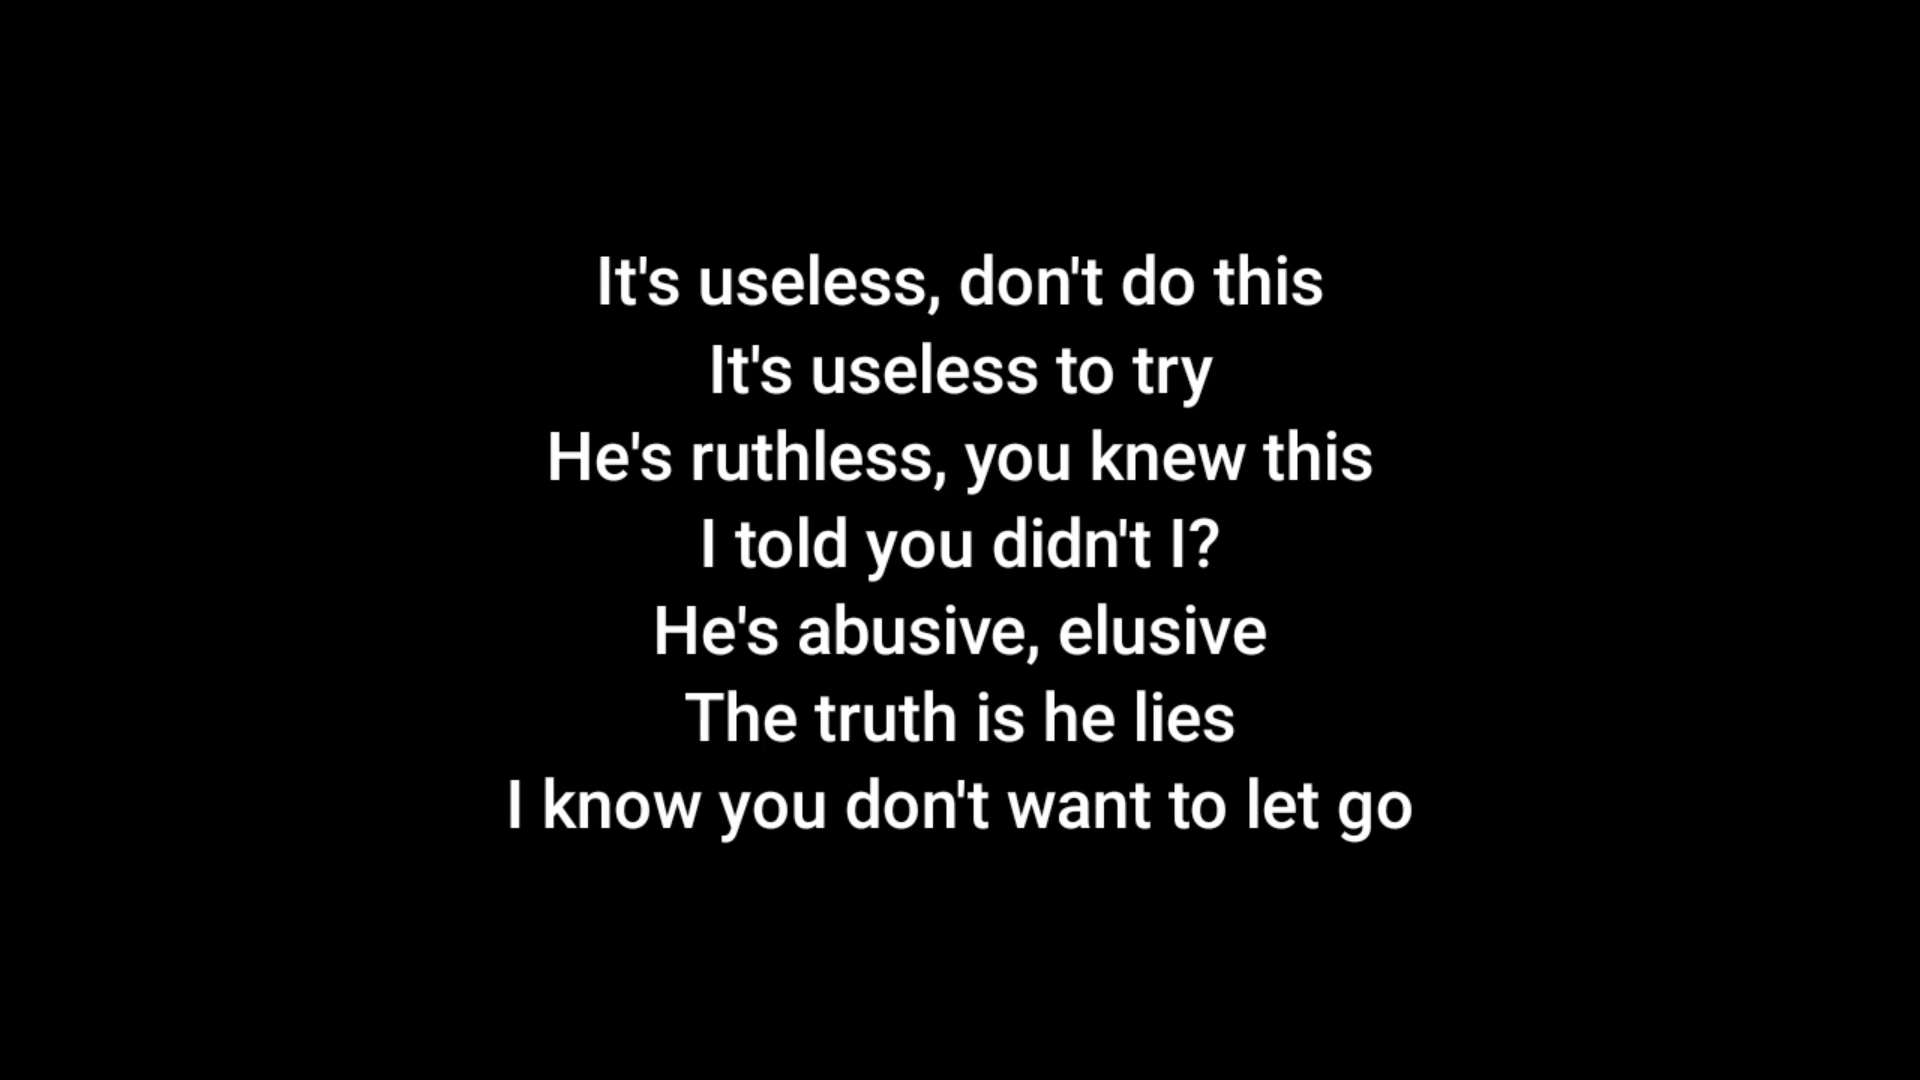 It's useless, don't do this
It's useless to try
He's ruthless, you knew this
I told you didn't I?
He's abusive, elusive
The truth is he lies
I know you don't want to let go